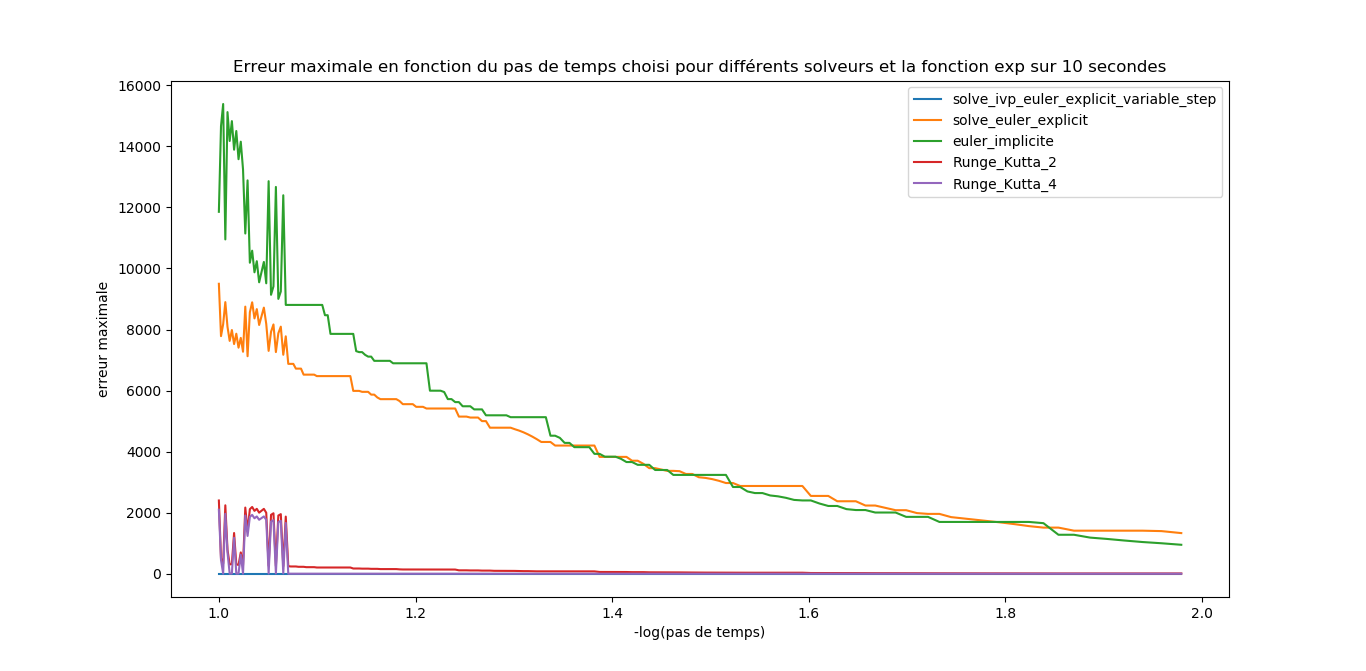 Erreur maximale en fonction du pas de temps choisi pour différents solveurs et la fonction exp sur 10 secondes
16000
14000
12000
10000
8000
6000
4000
2000
0
erreur maximale
solve_ivp_euler_explicit_variable_step
solve_euler_explicit
euler_implicite
Runge_Kutta_2
Runge_Kutta_4
1.0 1.2 1.4 1.6 1.8 2.0
-log(pas de temps)